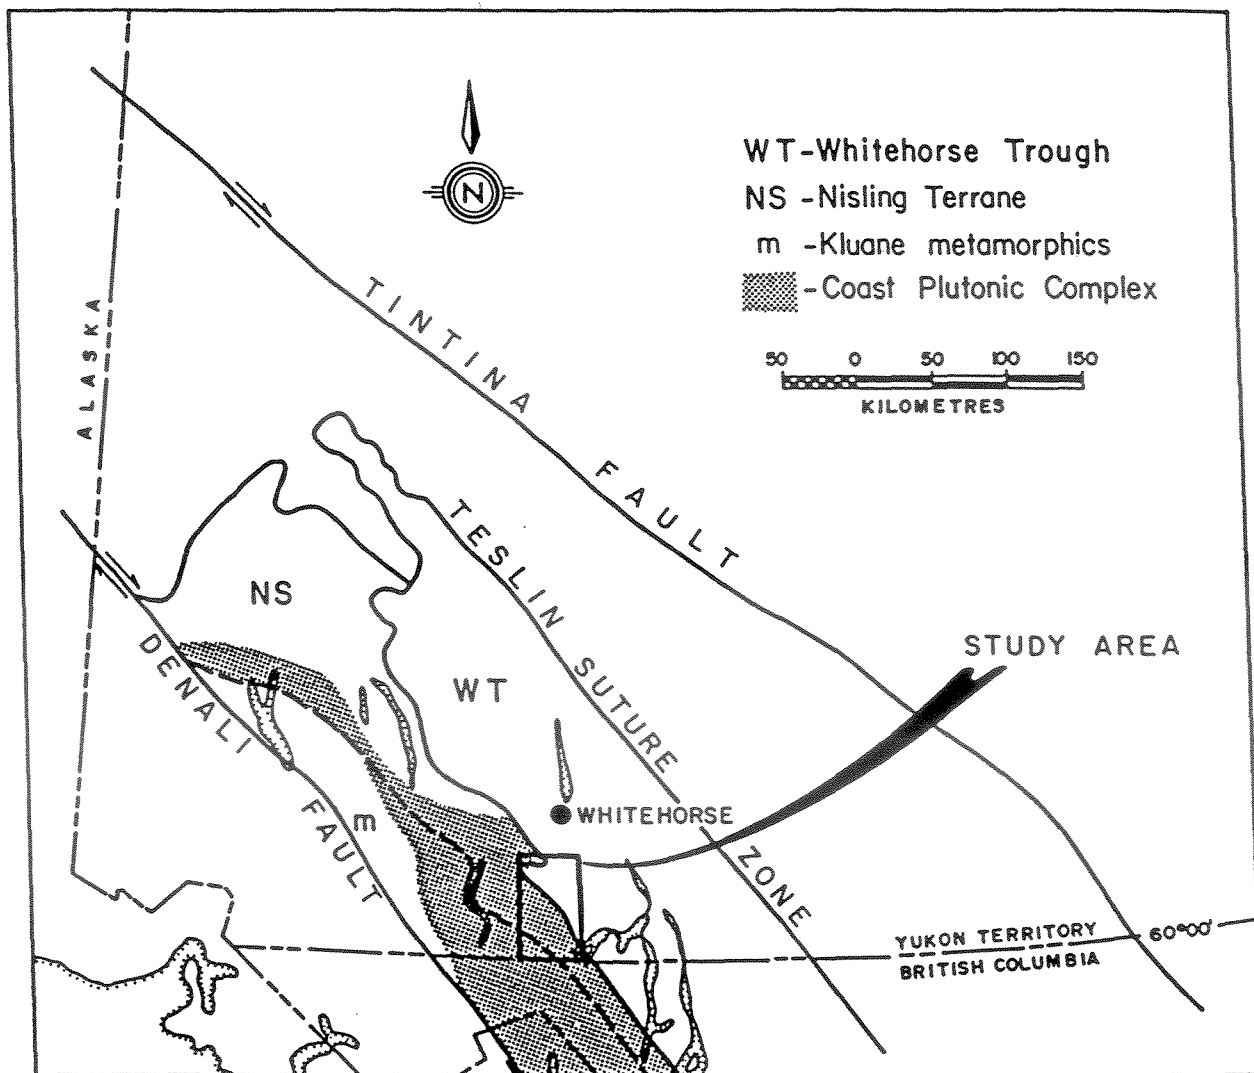 WT-Whitehorse Trough
NS -Nisling Terrane
m -Kluane metamorphics
-Coast Plutonic Complex
50 0 50 100 150
KILOMETRES
N
ALASKA
TINTINA FAULT
TESLIN SUTURE ZONE
NS
DENALI FAULT
WT
STUDY AREA
WHITEHORSE
m
YUKON TERRITORY
BRITISH COLUMBIA
60°00'